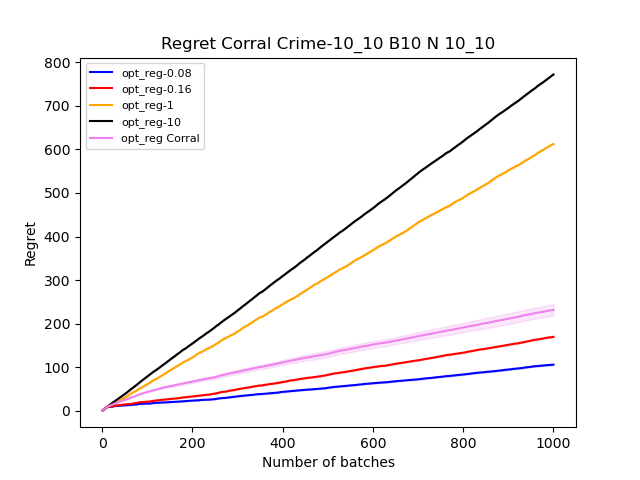 Regret Corral Crime-10_10 B10 N 10_10
800
700
600
500
400
300
200
100
0
Regret
opt_reg-0.08
opt_reg-0.16
opt_reg-1
opt_reg-10
opt_reg Corral
0 200 400 600 800 1000
Number of batches